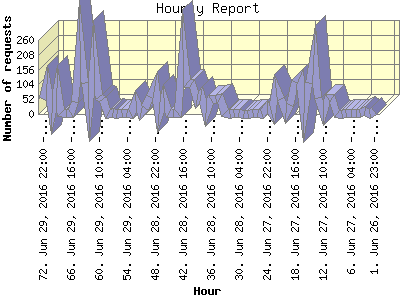 Hourly Report
Number of requests
260
208
156
104
52
0
72. Jun 29, 2016 22:00 -...
66. Jun 29, 2016 16:00 -...
60. Jun 29, 2016 10:00 -...
54. Jun 29, 2016 04:00 -...
48. Jun 28, 2016 22:00 -...
42. Jun 28, 2016 16:00 -...
36. Jun 28, 2016 10:00 -...
30. Jun 28, 2016 04:00 -...
24. Jun 27, 2016 22:00 -...
18. Jun 27, 2016 16:00 -...
12. Jun 27, 2016 10:00 -...
6. Jun 27, 2016 04:00 -...
1. Jun 26, 2016 23:00 -...
Hour